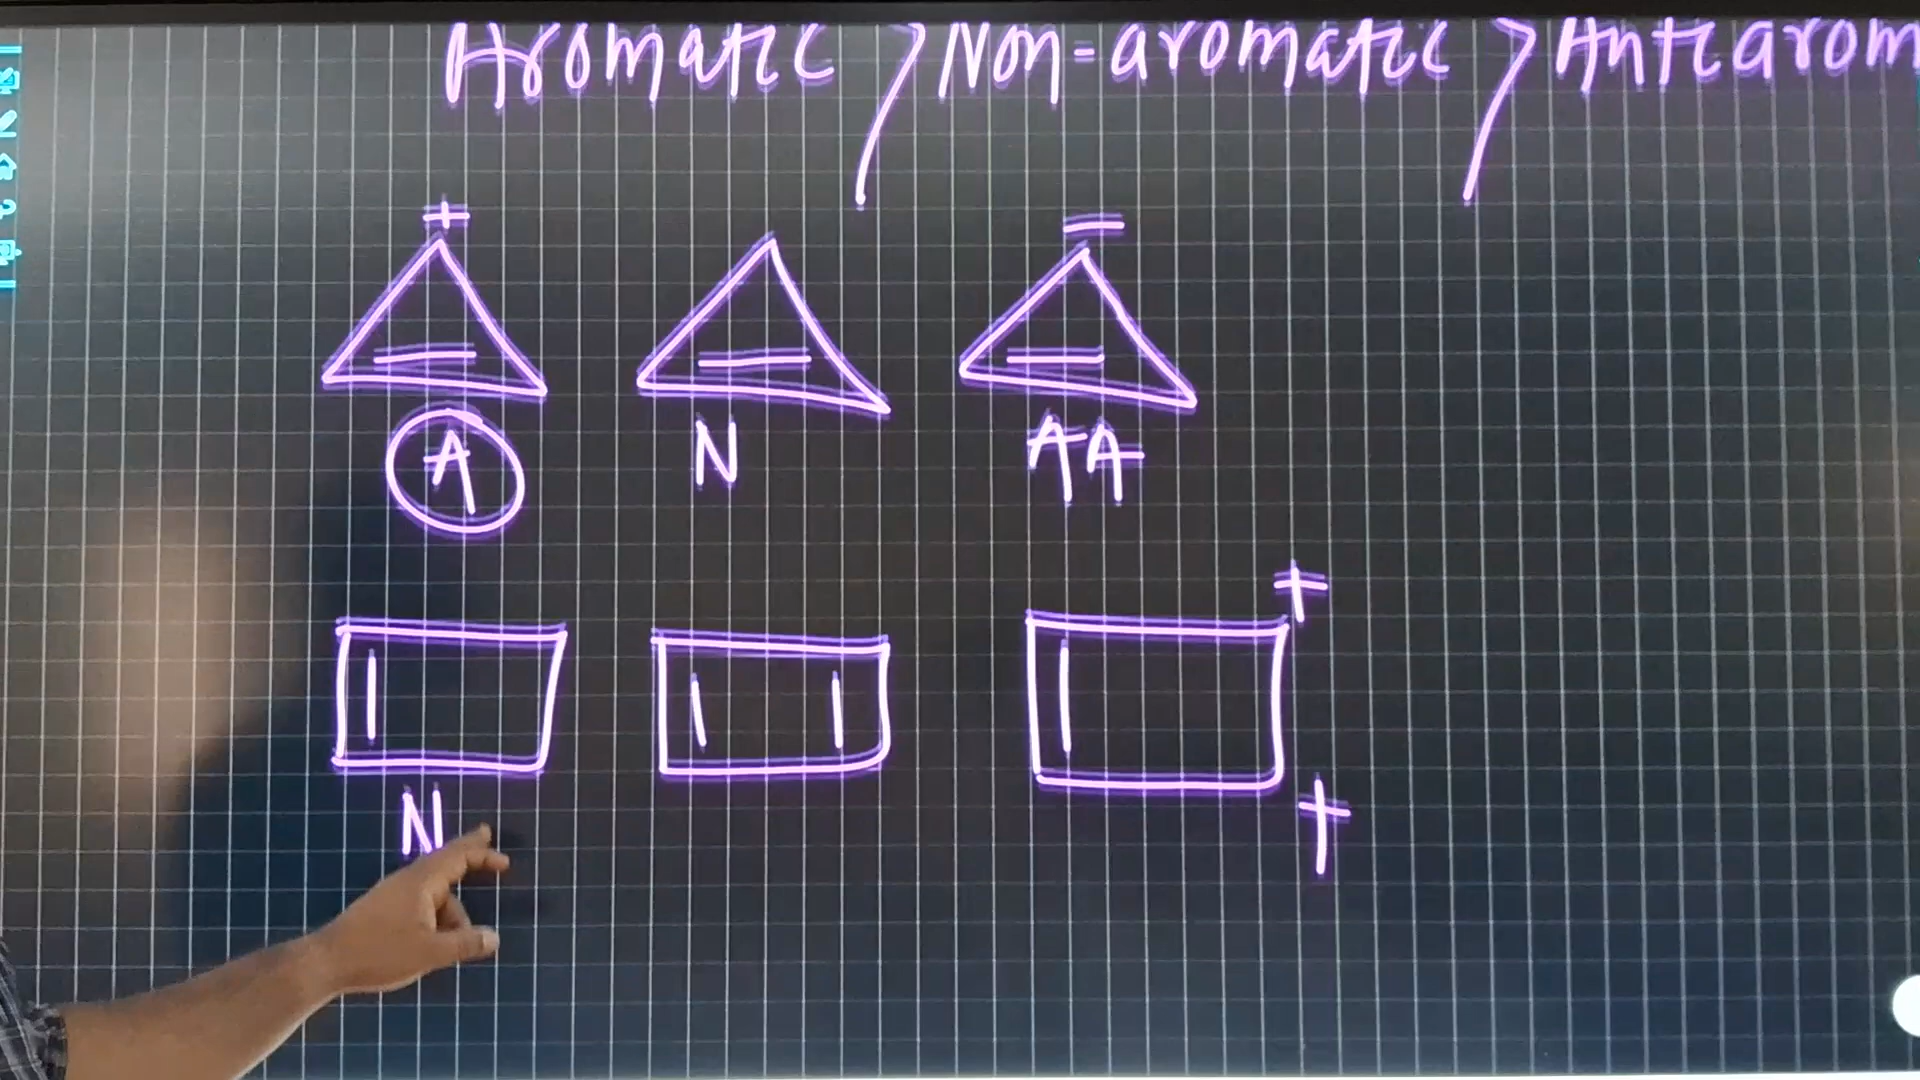 Aromatic > Non-aromatic > Antiarom
+
−
A
N
AA
+
N
+